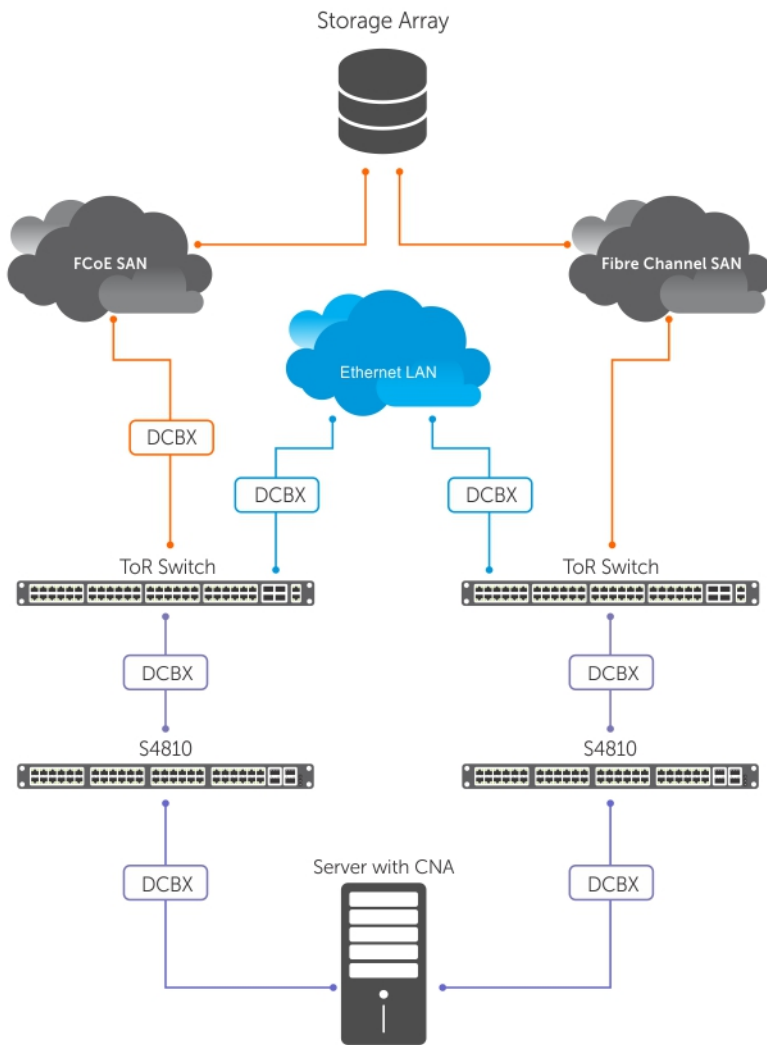 Storage Array
FCoE SAN
Fibre Channel SAN
Ethernet LAN
DCBX
DCBX
DCBX
ToR Switch
ToR Switch
DCBX
DCBX
S4810
S4810
Server with CNA
DCBX
DCBX